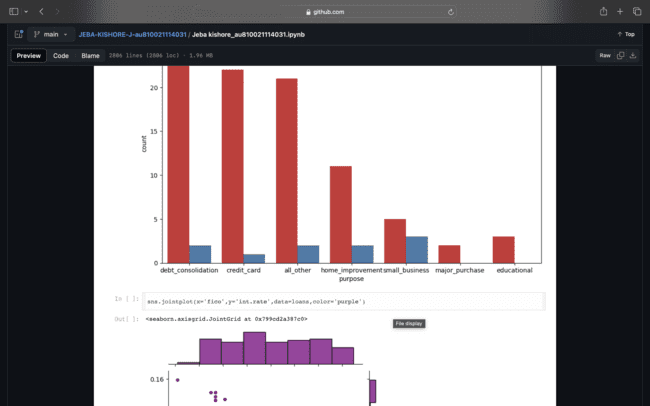 github.com
main
JEBA-KISHORE-J-au810021114031 / Jeba kishore_au810021114031.ipynb
Top
Preview Code Blame 2806 lines (2806 loc) · 1.96 MB Raw
20
15
10
5
0
count
debt_consolidation credit_card all_other home_improvement small_business major_purchase educational
purpose
In [ ]: sns.jointplot(x='fico',y='int.rate',data=loans,color='purple')
File display
Out[ ]: <seaborn.axisgrid.JointGrid at 0x799cd2a387c0>
0.16